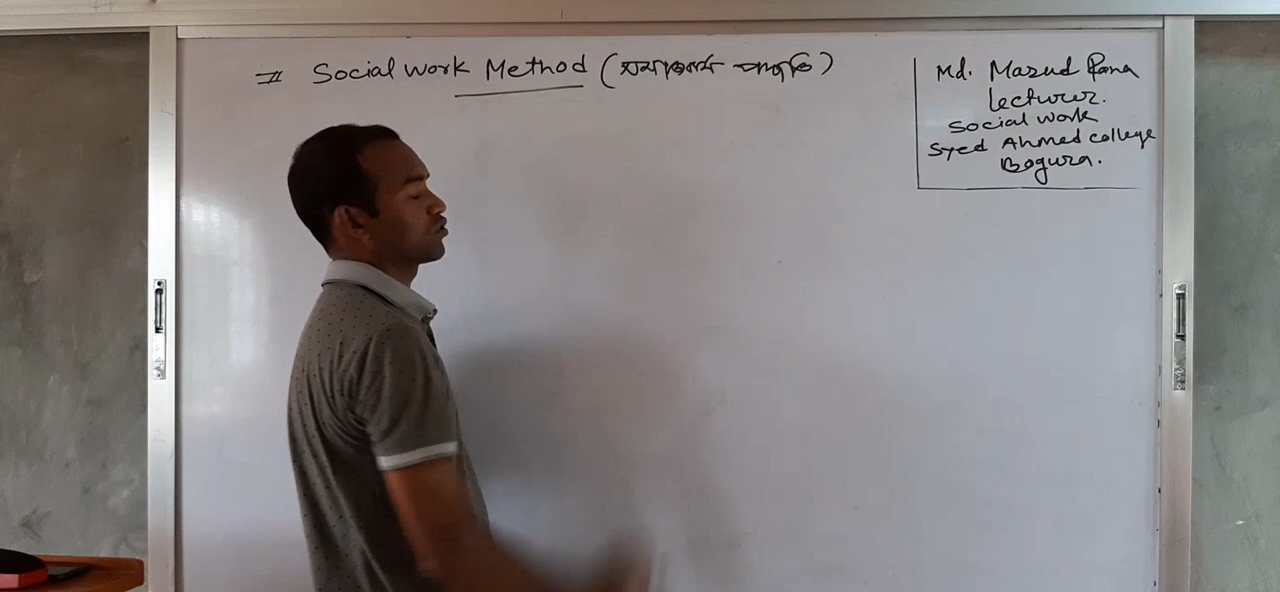 = Social work Method (সমাজকর্ম পদ্ধতি)
Md. Masud Rana
Lecturer.
Social work
Syed Ahmed college
Bogura.